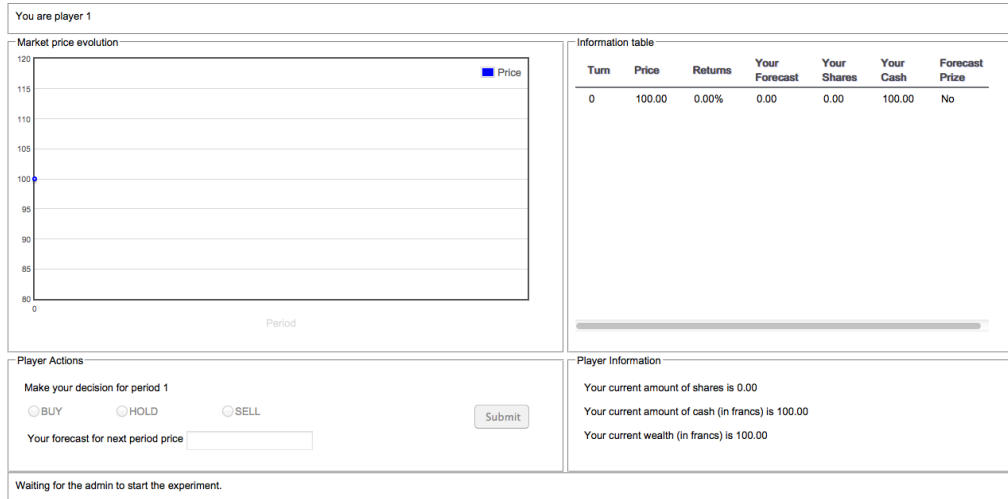 You are player 1
Market price evolution
120
115
110
105
100
95
90
85
80
0
Price
Period
Information table
Turn Price Returns Your Forecast Your Shares Your Cash Forecast Prize
0 100.00 0.00% 0.00 0.00 100.00 No
Player Actions
Make your decision for period 1
BUY HOLD SELL
Submit
Your forecast for next period price
Player Information
Your current amount of shares is 0.00
Your current amount of cash (in francs) is 100.00
Your current wealth (in francs) is 100.00
Waiting for the admin to start the experiment.